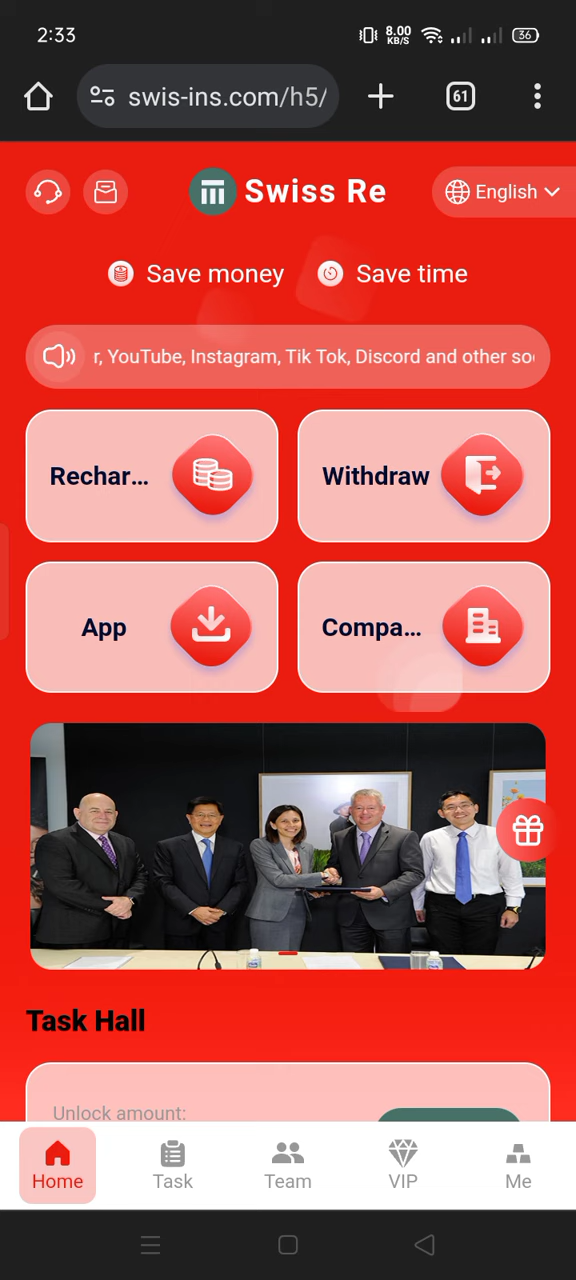 2:33
8.00
KB/S
36
swis-ins.com/h5/
61
Swiss Re
English
Save money
Save time
r, YouTube, Instagram, Tik Tok, Discord and other so
Rechar...
Withdraw
App
Compa...
Task Hall
Unlock amount:
Home
Task
Team
VIP
Me